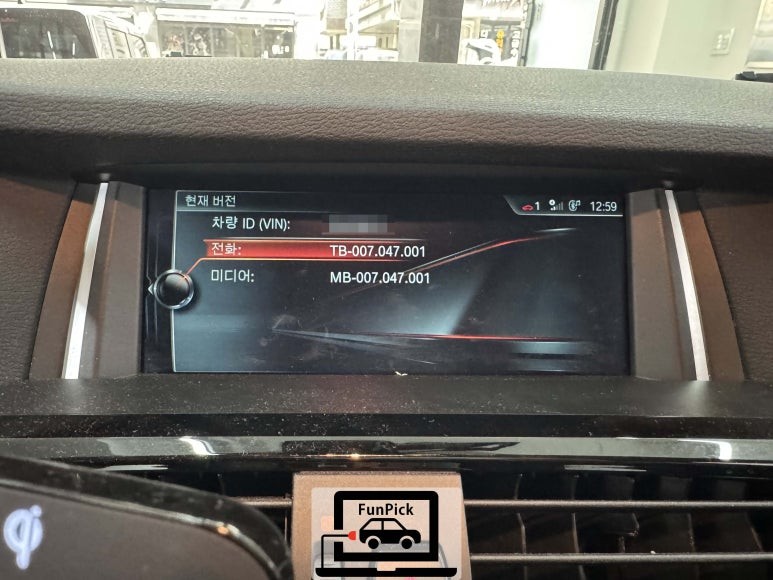 현재 버전
1 12:59
차량 ID (VIN):
전화: TB-007.047.001
미디어: MB-007.047.001
FunPick
qi